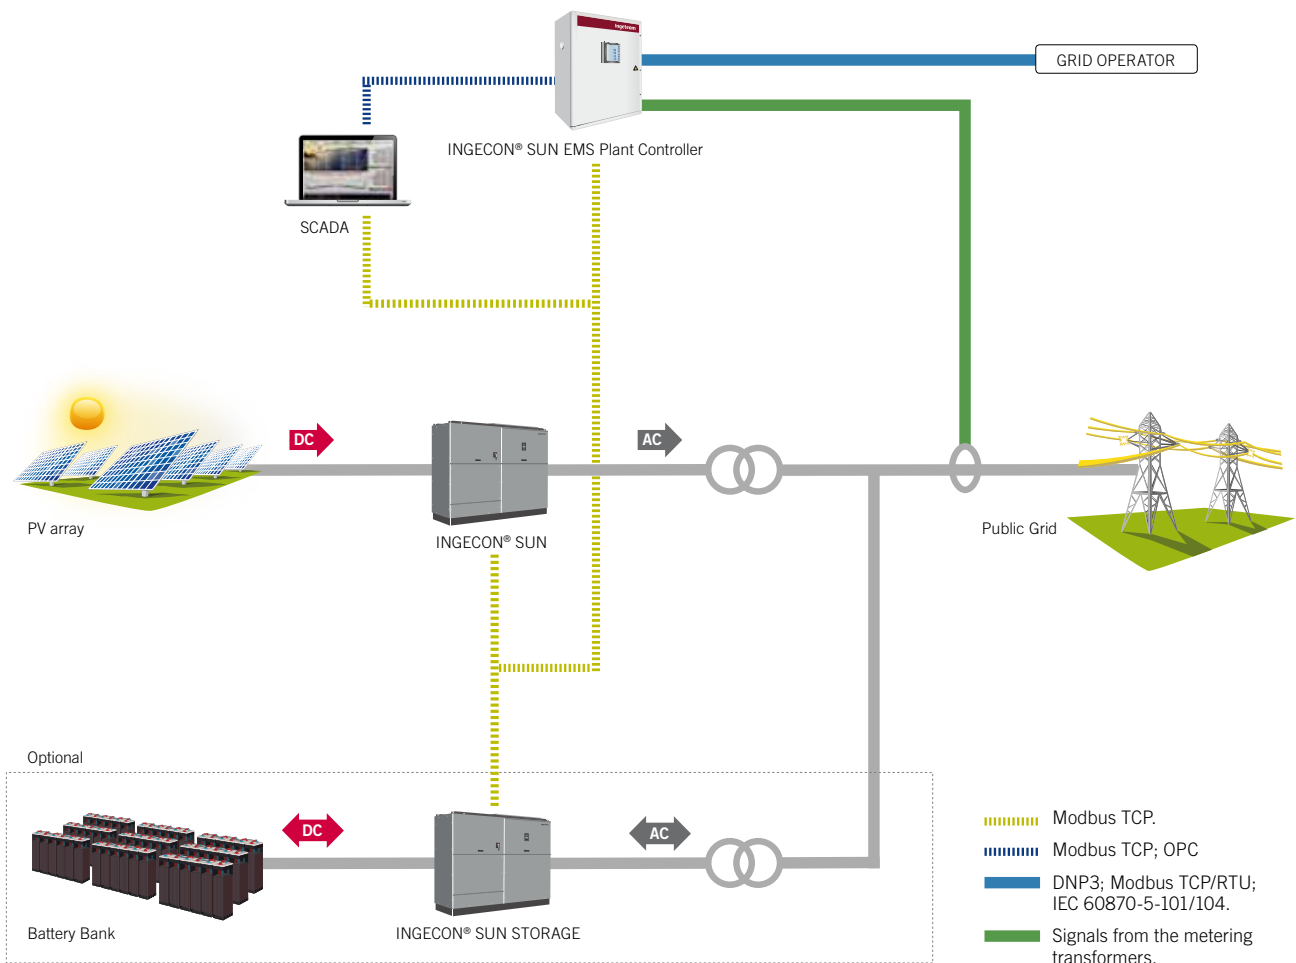 ingeteam
GRID OPERATOR
INGECON® SUN EMS Plant Controller
SCADA
DC
AC
PV array
INGECON® SUN
Public Grid
Optional
DC
AC
Battery Bank
INGECON® SUN STORAGE
Modbus TCP.
Modbus TCP; OPC
DNP3; Modbus TCP/RTU;
IEC 60870-5-101/104.
Signals from the metering
transformers.